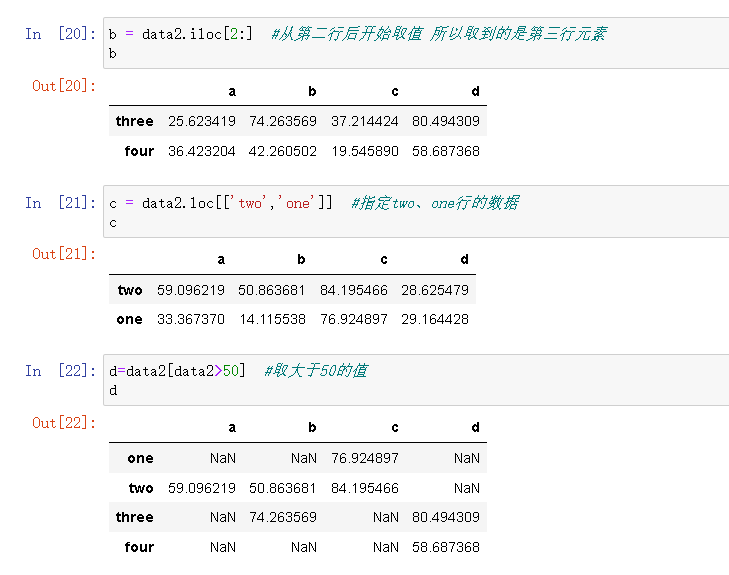 In [20]: b = data2.iloc[2:] #从第二行后开始取值 所以取到的是第三行元素
b
Out[20]:
a b c d
three 25.623419 74.263569 37.214424 80.494309
four 36.423204 42.260502 19.545890 58.687368
In [21]: c = data2.loc[['two','one']] #指定two、one行的数据
c
Out[21]:
a b c d
two 59.096219 50.863681 84.195466 28.625479
one 33.367370 14.115538 76.924897 29.164428
In [22]: d=data2[data2>50] #取大于50的值
d
Out[22]:
a b c d
one NaN NaN 76.924897 NaN
two 59.096219 50.863681 84.195466 NaN
three NaN 74.263569 NaN 80.494309
four NaN NaN NaN 58.687368